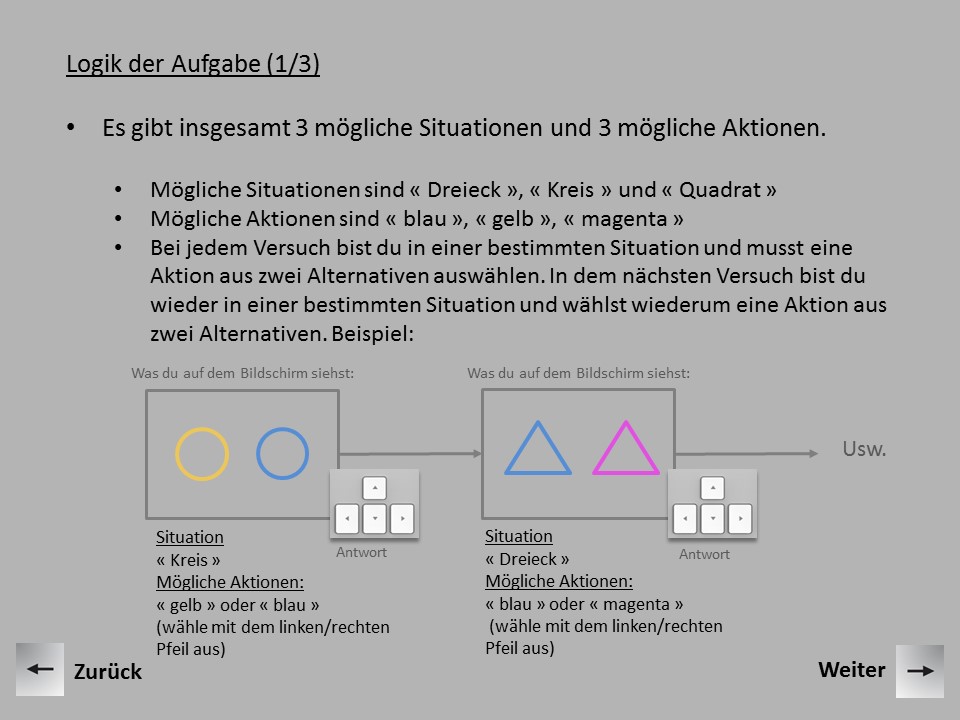 Logik der Aufgabe (1/3)
• Es gibt insgesamt 3 mögliche Situationen und 3 mögliche Aktionen.
• Mögliche Situationen sind « Dreieck », « Kreis » und « Quadrat »
• Mögliche Aktionen sind « blau », « gelb », « magenta »
• Bei jedem Versuch bist du in einer bestimmten Situation und musst eine
Aktion aus zwei Alternativen auswählen. In dem nächsten Versuch bist du
wieder in einer bestimmten Situation und wählst wiederum eine Aktion aus
zwei Alternativen. Beispiel:
Was du auf dem Bildschirm siehst:
Was du auf dem Bildschirm siehst:
Usw.
Antwort
Situation
« Kreis »
Mögliche Aktionen:
« gelb » oder « blau »
(wähle mit dem linken/rechten
Pfeil aus)
Antwort
Situation
« Dreieck »
Mögliche Aktionen:
« blau » oder « magenta »
(wähle mit dem linken/rechten
Pfeil aus)
Zurück
Weiter